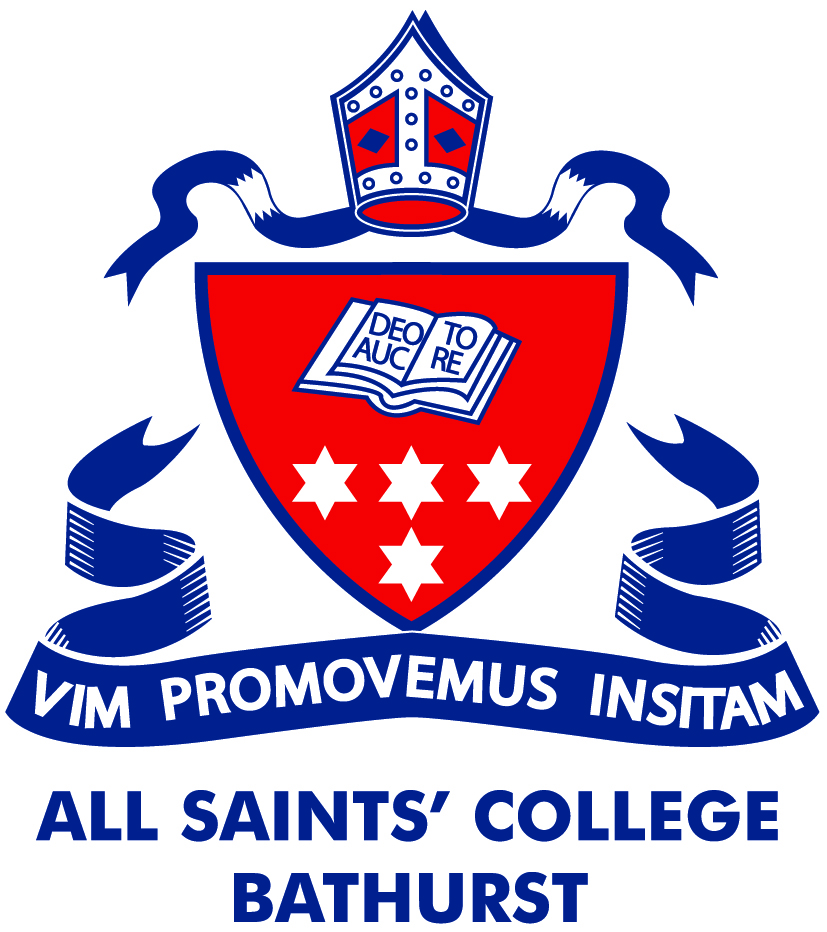 DEO TO
AUC RE
VIM PROMOVEMUS INSITAM
ALL SAINTS’ COLLEGE
BATHURST